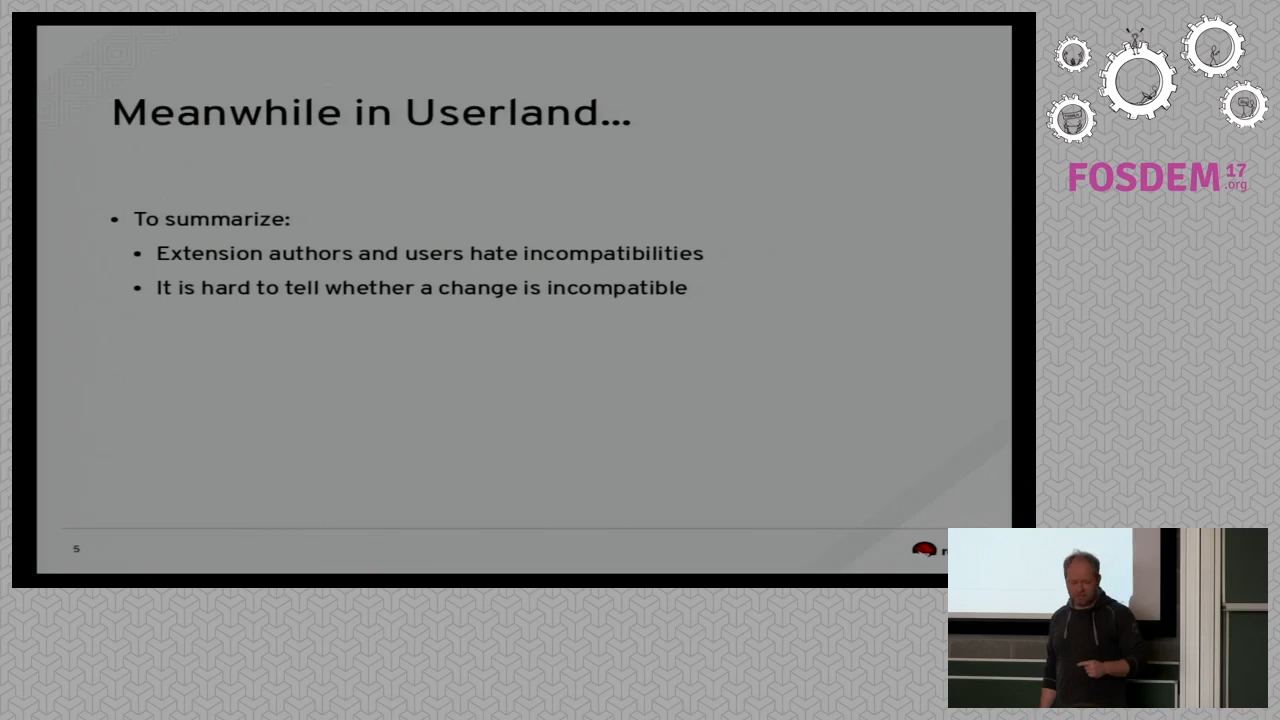 Meanwhile in Userland...
• To summarize:
• Extension authors and users hate incompatibilities
• It is hard to tell whether a change is incompatible
5
FOSDEM 17
.org